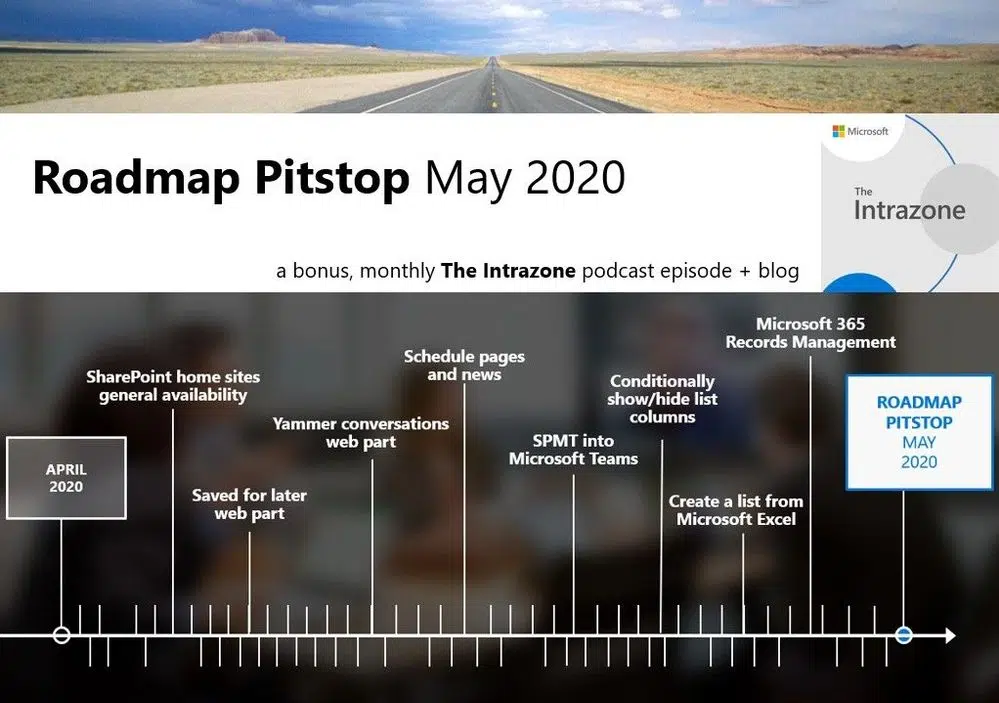 Microsoft
Roadmap Pitstop May 2020
The
Intrazone
a bonus, monthly The Intrazone podcast episode + blog
Microsoft 365
Records Management
Schedule pages
and news
SharePoint home sites
general availability
Conditionally
show/hide list
columns
ROADMAP
PITSTOP
MAY
2020
Yammer conversations
web part
SPMT into
Microsoft Teams
APRIL
2020
Saved for later
web part
Create a list from
Microsoft Excel